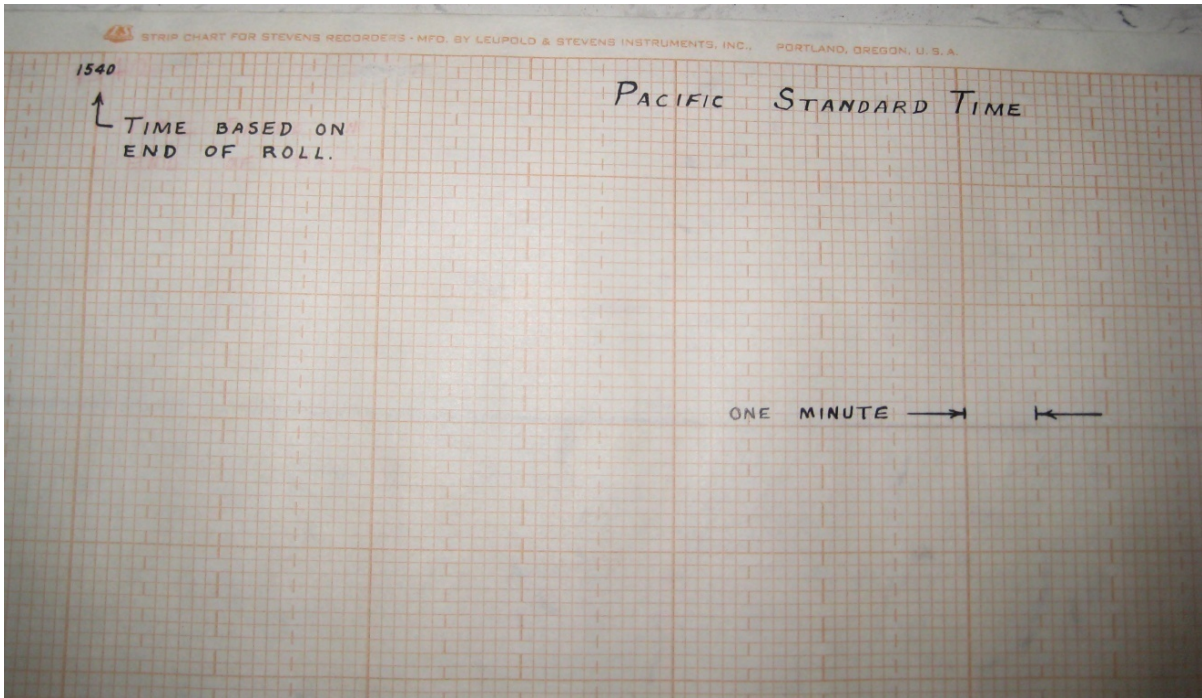 STRIP CHART FOR STEVENS RECORDERS - MFD. BY LEUPOLD & STEVENS INSTRUMENTS, INC., PORTLAND, OREGON, U. S. A.
1540
PACIFIC STANDARD TIME
TIME BASED ON
END OF ROLL.
ONE MINUTE